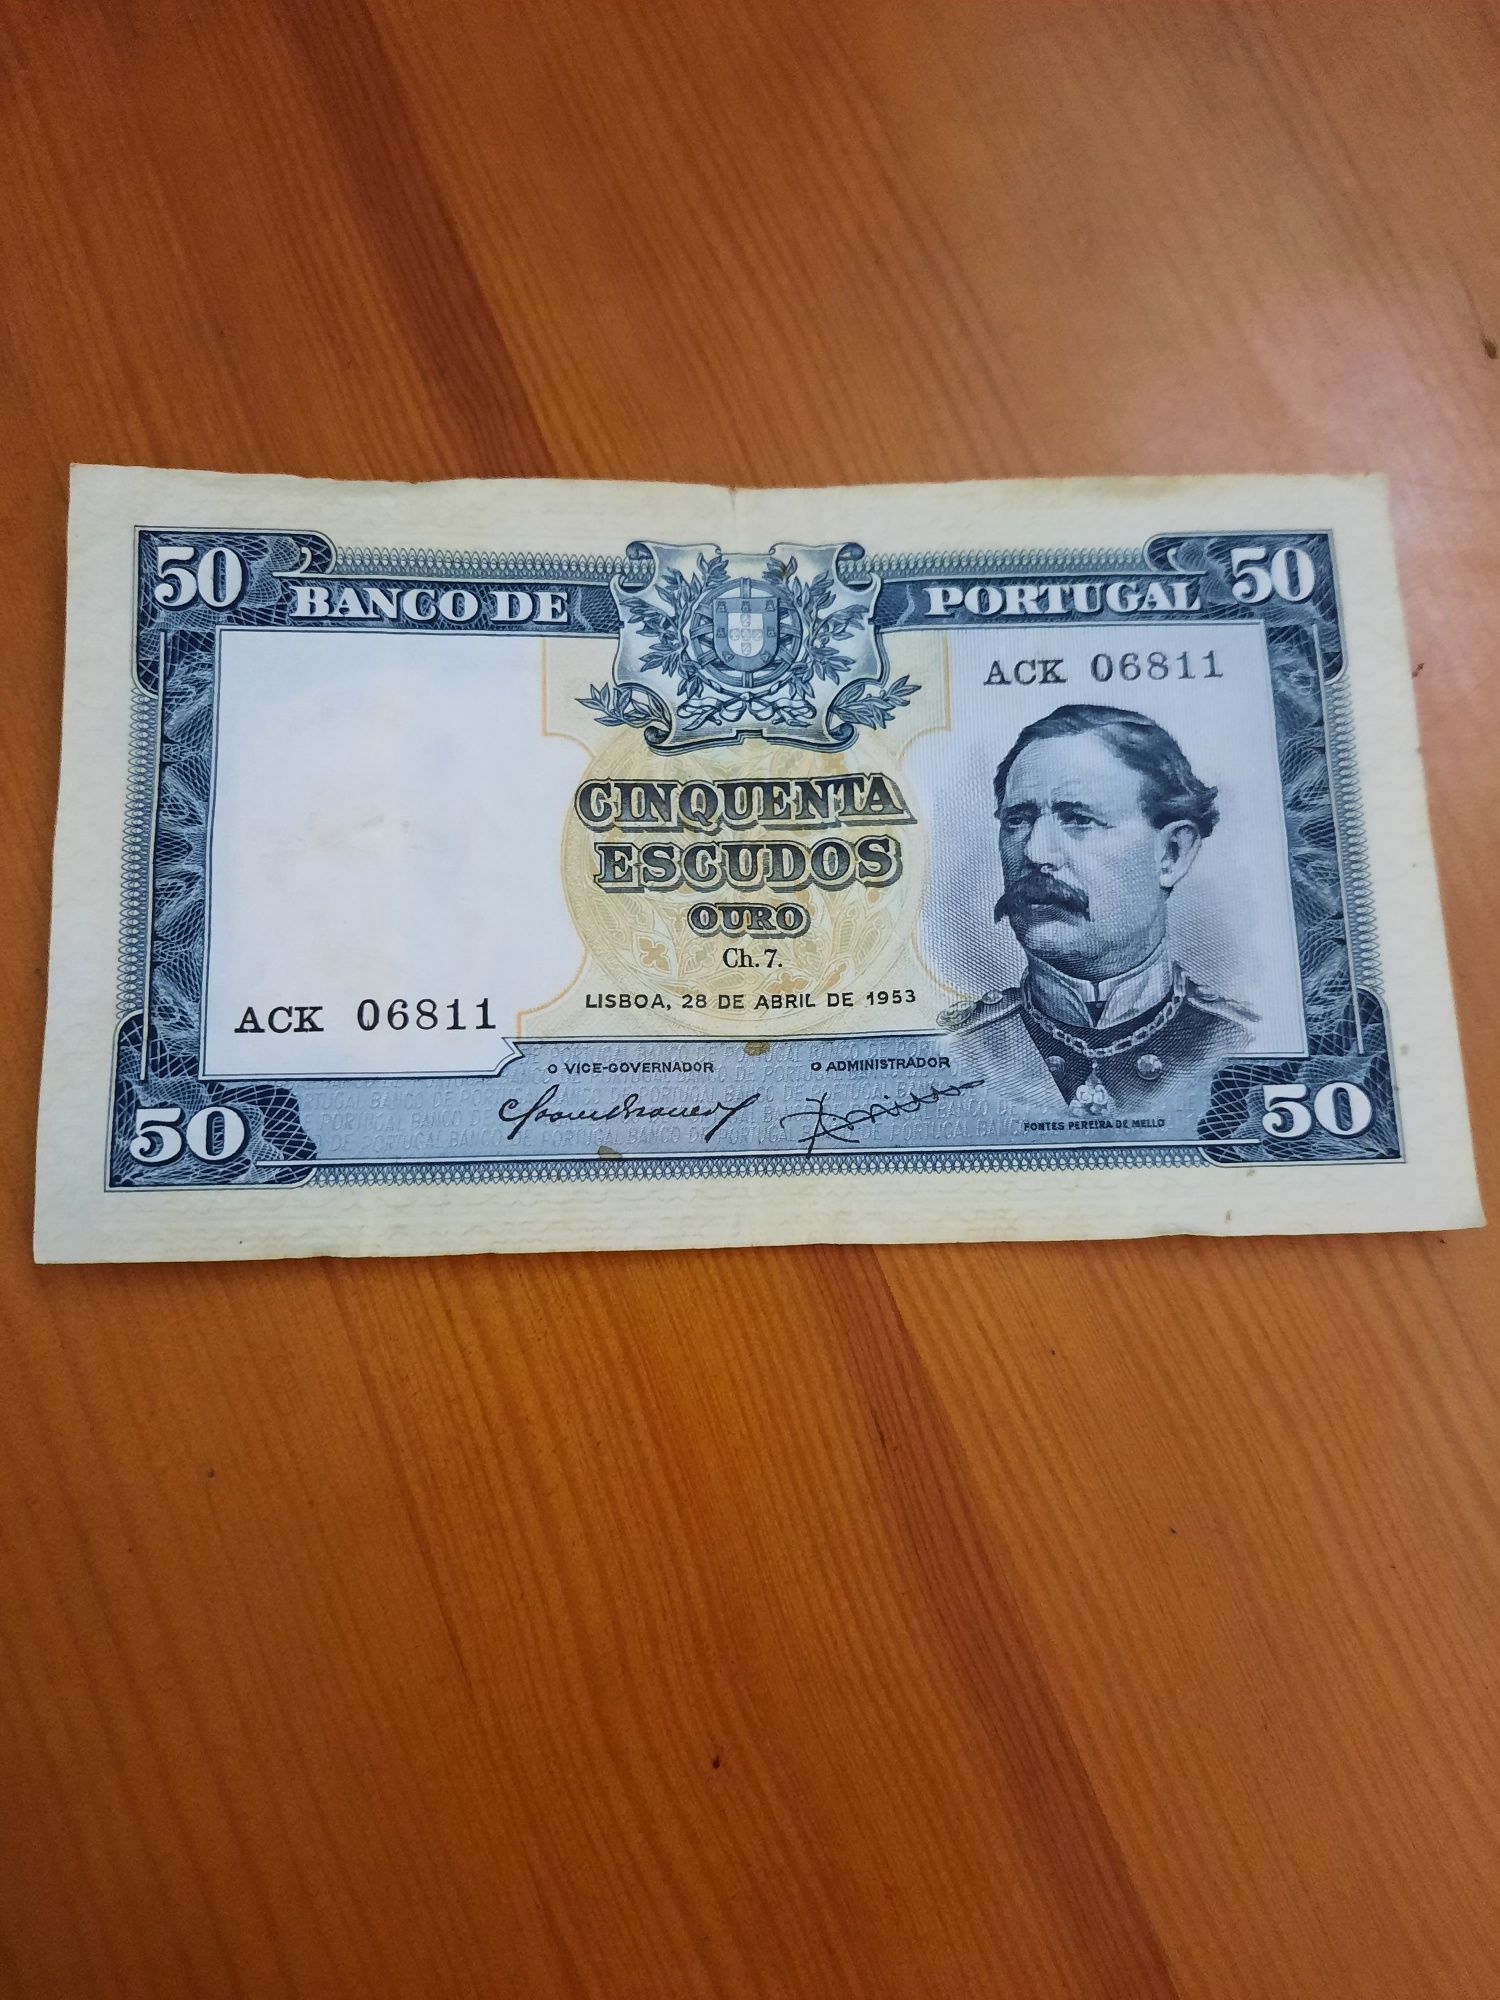 50 BANCO DE PORTUGAL 50
ACK 06811
CINQUENTA
ESCUDOS
OURO
Ch. 7.
LISBOA, 28 DE ABRIL DE 1953
ACK 06811
O VICE-GOVERNADOR O ADMINISTRADOR
FONTES PEREIRA DE MELLO
50 50